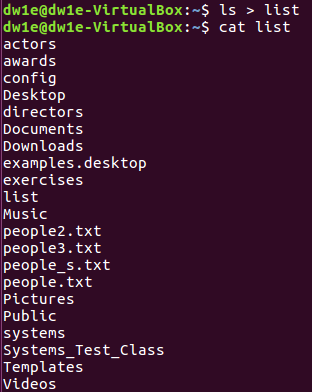 dw1e@dw1e-VirtualBox:~$ ls > list
dw1e@dw1e-VirtualBox:~$ cat list
actors
awards
config
Desktop
directors
Documents
Downloads
examples.desktop
exercises
list
Music
people2.txt
people3.txt
people_s.txt
people.txt
Pictures
Public
systems
Systems_Test_Class
Templates
Videos